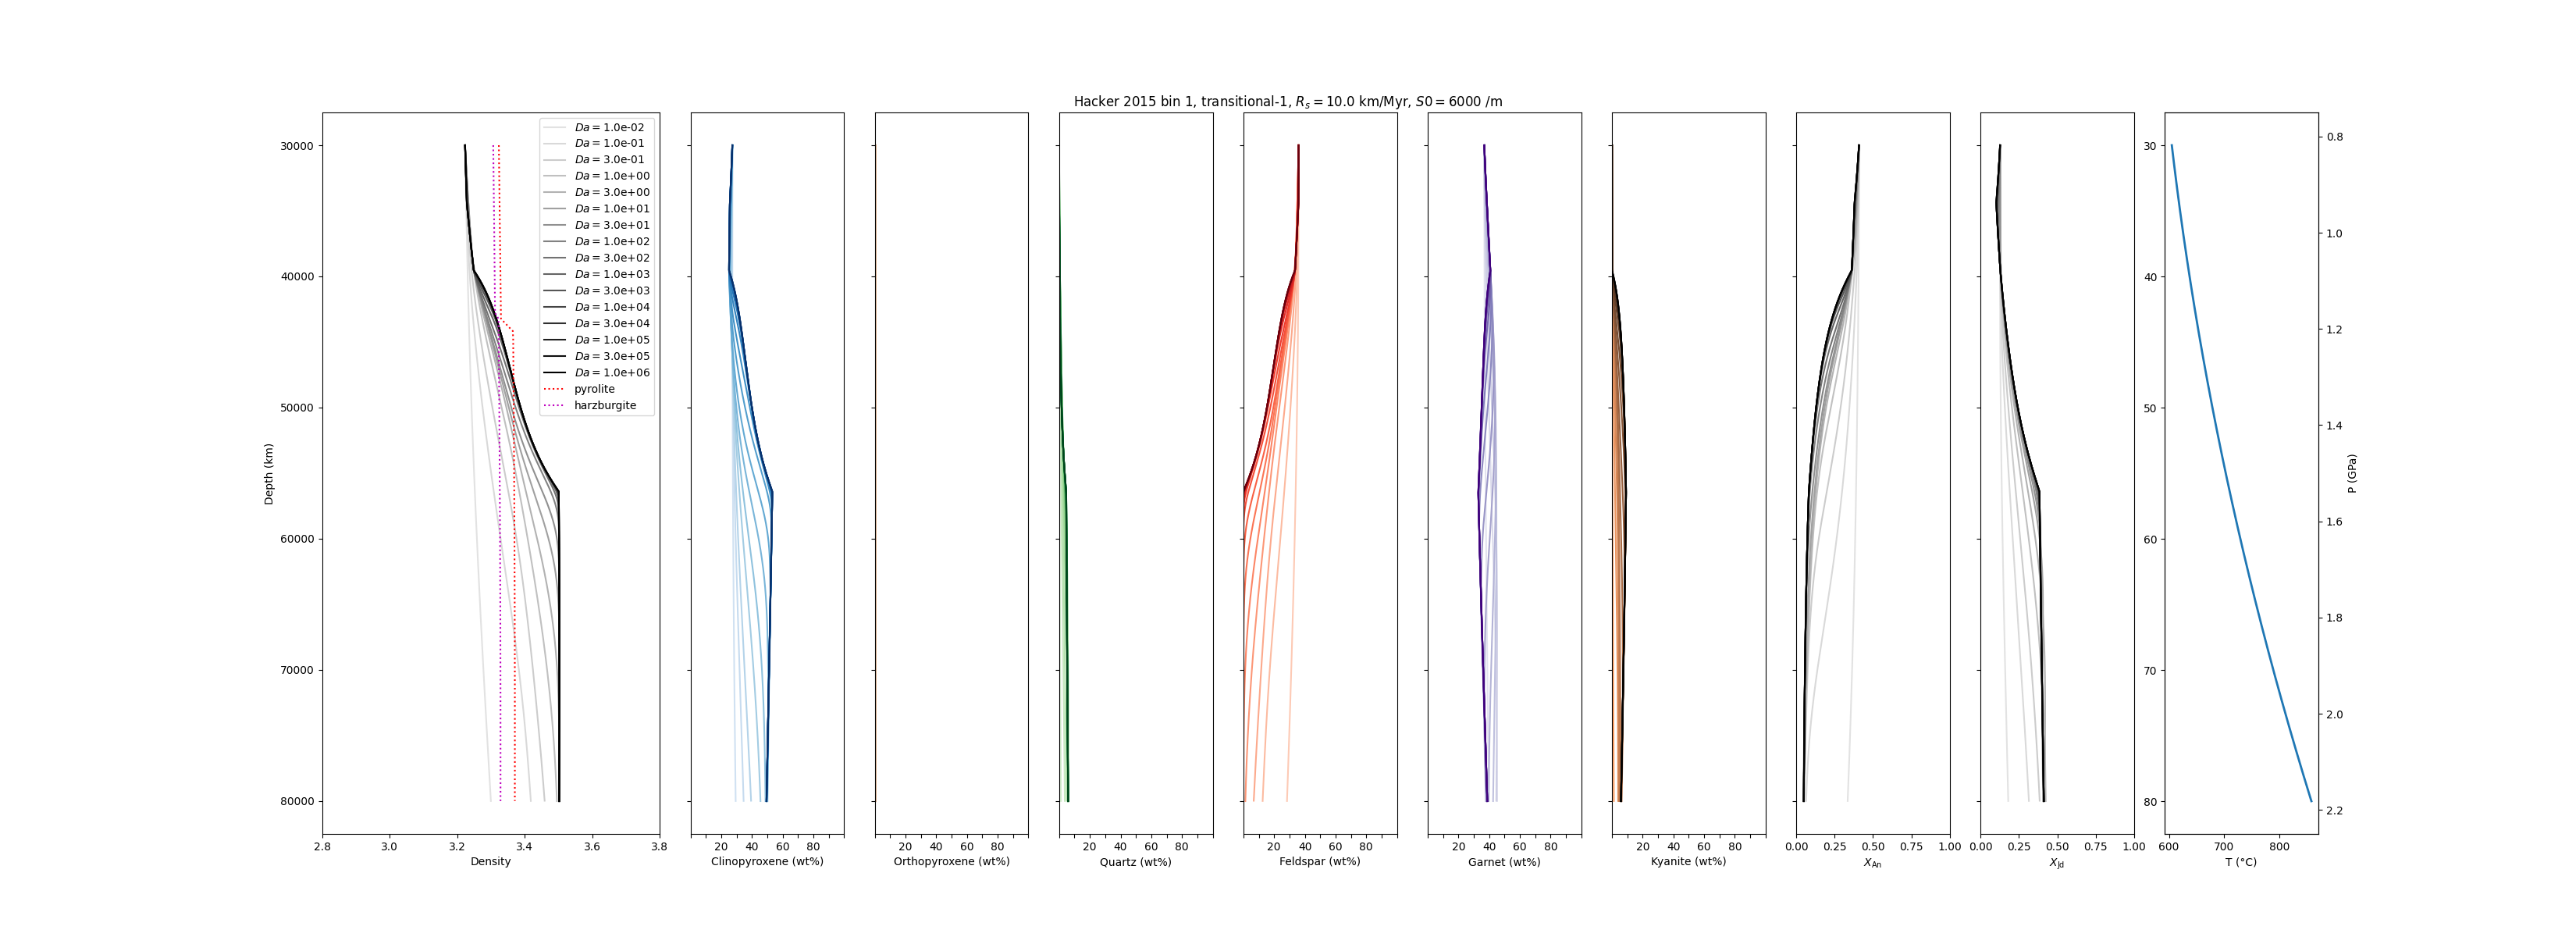 Hacker 2015 bin 1, transitional-1, Rs = 10.0 km/Myr, S0 = 6000 /m
Da = 1.0e-02
Da = 1.0e-01
Da = 3.0e-01
Da = 1.0e+00
Da = 3.0e+00
Da = 1.0e+01
Da = 3.0e+01
Da = 1.0e+02
Da = 3.0e+02
Da = 1.0e+03
Da = 3.0e+03
Da = 1.0e+04
Da = 3.0e+04
Da = 1.0e+05
Da = 3.0e+05
Da = 1.0e+06
pyrolite
harzburgite
Depth (km)
30000
40000
50000
60000
70000
80000
2.8 3.0 3.2 3.4 3.6 3.8
Density
20 40 60 80
Clinopyroxene (wt%)
20 40 60 80
Orthopyroxene (wt%)
20 40 60 80
Quartz (wt%)
20 40 60 80
Feldspar (wt%)
20 40 60 80
Garnet (wt%)
20 40 60 80
Kyanite (wt%)
0.00 0.25 0.50 0.75 1.00
XAn
0.00 0.25 0.50 0.75 1.00
XJd
30
40
50
60
70
80
600 700 800
T (°C)
0.8
1.0
1.2
1.4
1.6
1.8
2.0
2.2
P (GPa)